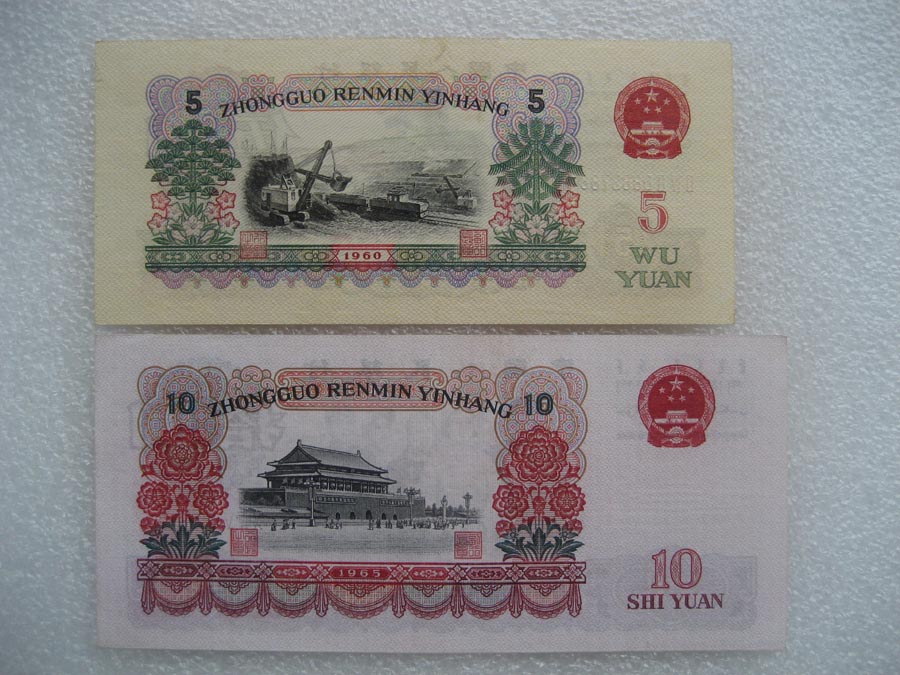 5 ZHONGGUO RENMIN YINHANG 5
5
1960
WU
YUAN
10 ZHONGGUO RENMIN YINHANG 10
1965
10
SHI YUAN